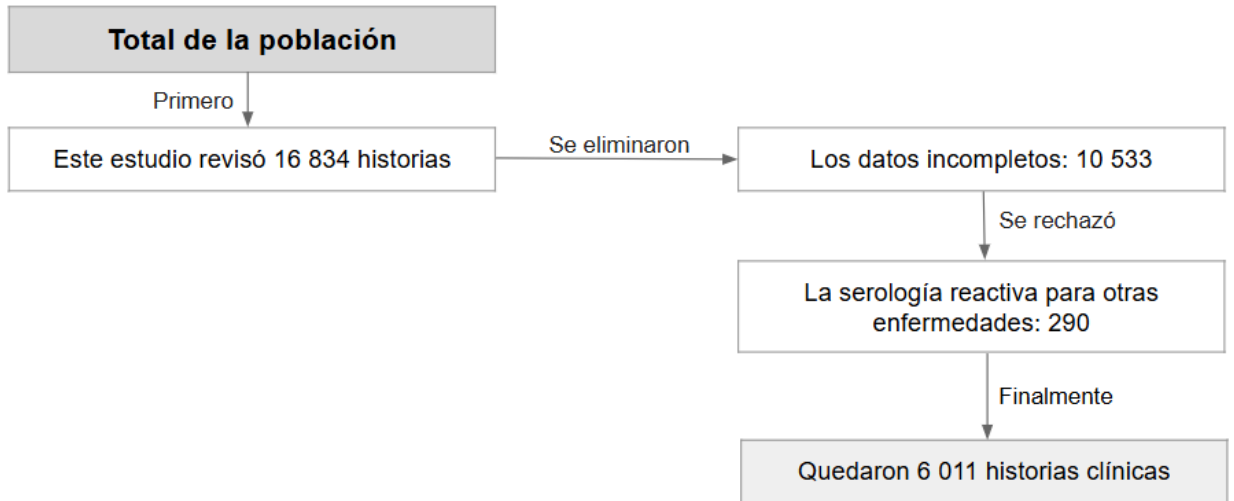 Total de la población
Primero
Este estudio revisó 16 834 historias
Se eliminaron
Los datos incompletos: 10 533
Se rechazó
La serología reactiva para otras
enfermedades: 290
Finalmente
Quedaron 6 011 historias clínicas